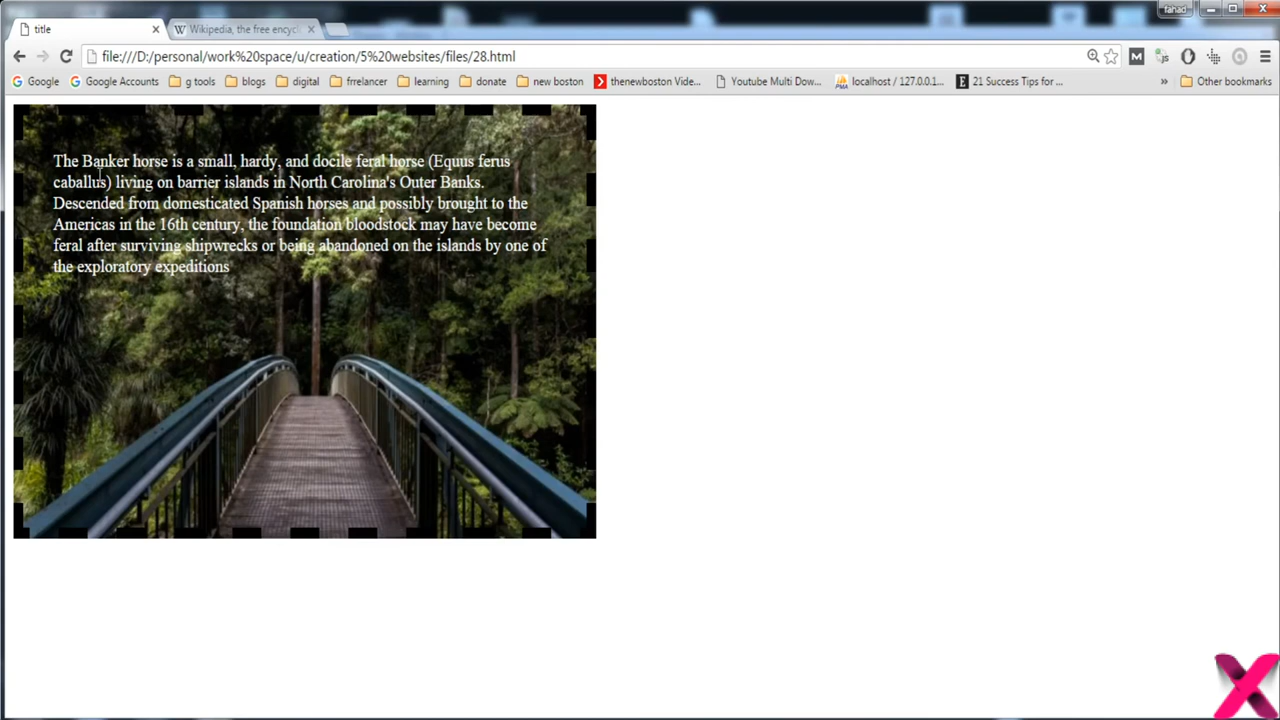 fahad
title
Wikipedia, the free encycl
file:///D:/personal/work%20space/u/creation/5%20websites/files/28.html
Google
Google Accounts
g tools
blogs
digital
frrelancer
learning
donate
new boston
thenewboston Vide...
Youtube Multi Dow...
localhost / 127.0.0.1...
21 Success Tips for ...
»
Other bookmarks
The Banker horse is a small, hardy, and docile feral horse (Equus ferus
caballus) living on barrier islands in North Carolina's Outer Banks.
Descended from domesticated Spanish horses and possibly brought to the
Americas in the 16th century, the foundation bloodstock may have become
feral after surviving shipwrecks or being abandoned on the islands by one of
the exploratory expeditions